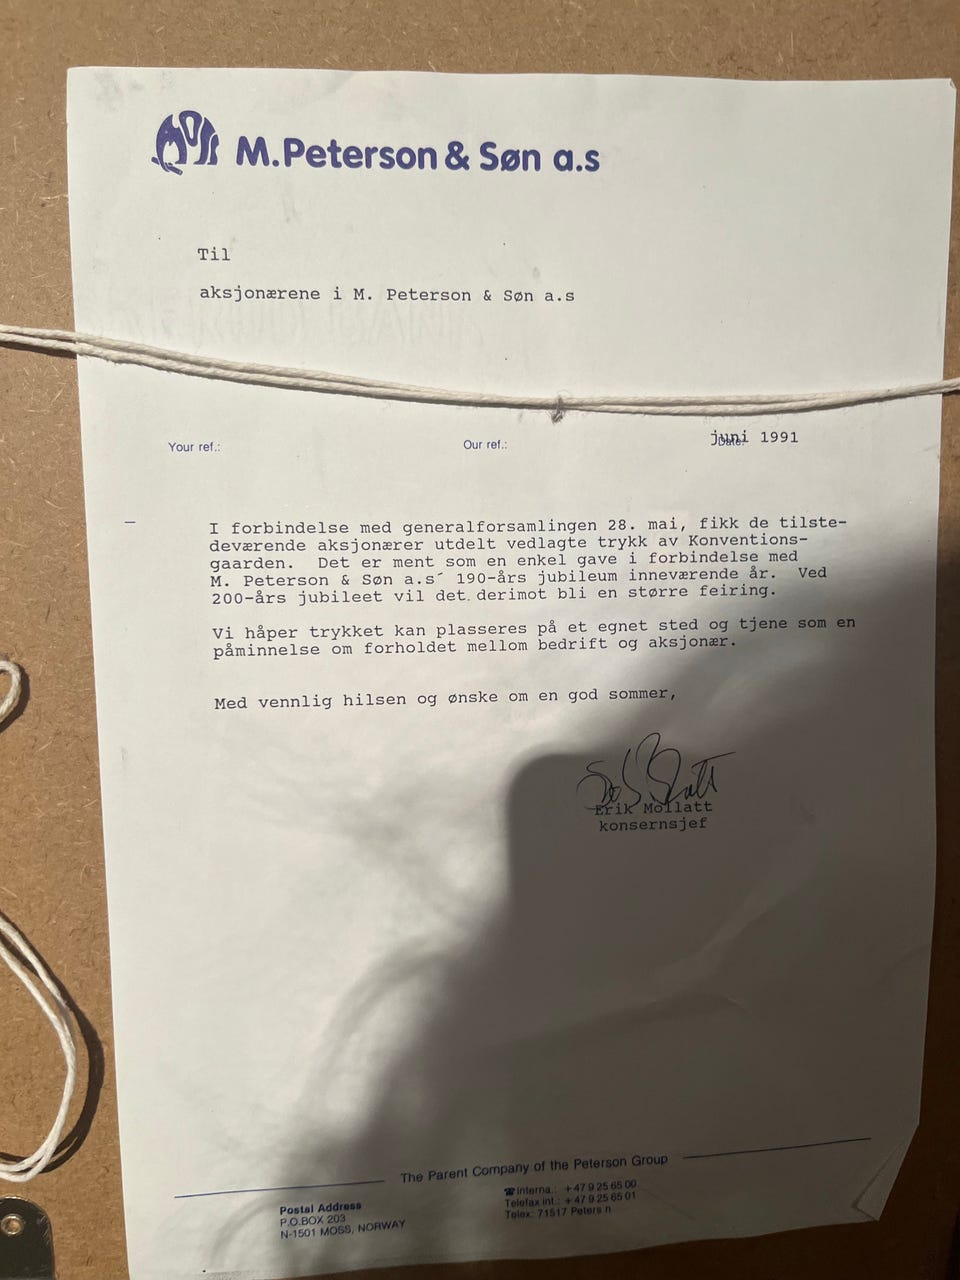 M.Peterson & Søn a.s
Til
aksjonærene i M. Peterson & Søn a.s
Your ref.:
Our ref.:
Date:
juni 1991
I forbindelse med generalforsamlingen 28. mai, fikk de tilste-
deværende aksjonærer utdelt vedlagte trykk av Konventions-
gaarden. Det er ment som en enkel gave i forbindelse med
M. Peterson & Søn a.s´ 190-års jubileum inneværende år. Ved
200-års jubileet vil det derimot bli en større feiring.
Vi håper trykket kan plasseres på et egnet sted og tjene som en
påminnelse om forholdet mellom bedrift og aksjonær.
Med vennlig hilsen og ønske om en god sommer,
Erik Mollatt
konsernsjef
The Parent Company of the Peterson Group
Postal Address
P.O.BOX 203
N-1501 MOSS, NORWAY
☎Interna.: +47 9 25 65 00
Telefax int.: +47 9 25 65 01
Telex: 71517 Peters n